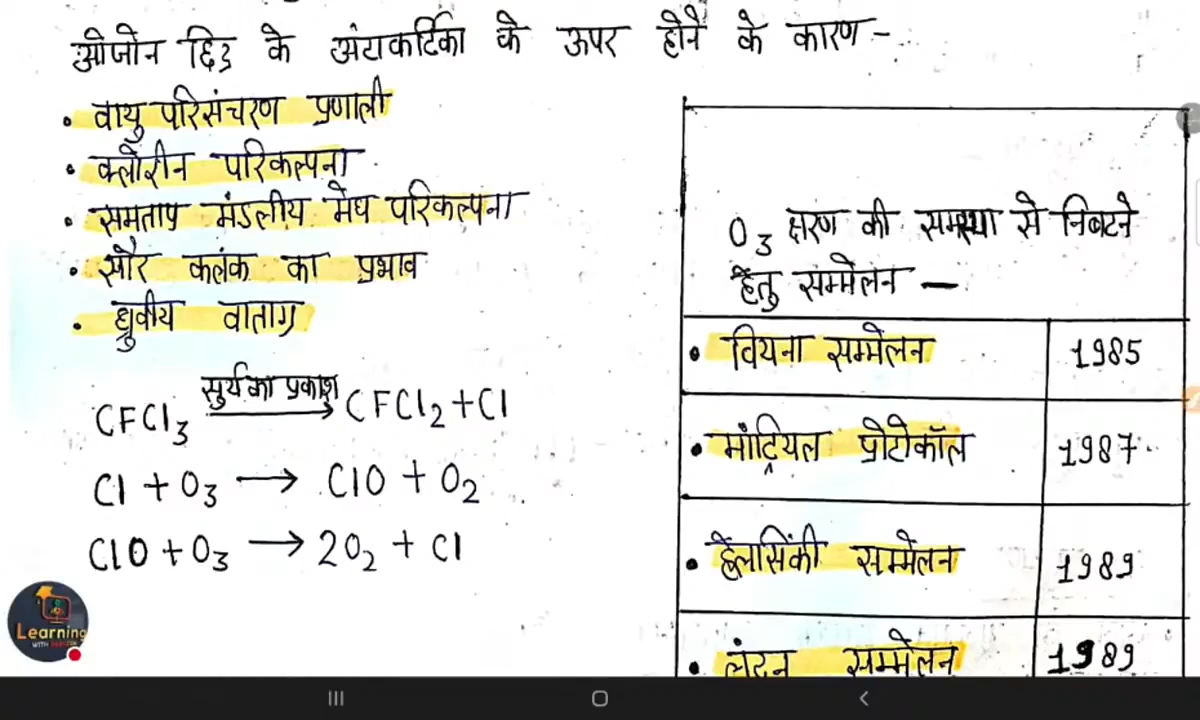 ओजोन छिद्र के अंटाकर्टिका के ऊपर होने के कारण -
• वायु परिसंचरण प्रणाली
• क्लोरीन परिकल्पना
• समताप मंडलीय मेघ परिकल्पना
• सौर कलंक का प्रभाव
• ध्रुवीय वाताग्र
सुर्य का प्रकाश
CFCl₃ → CFCl₂ + Cl
Cl + O₃ → ClO + O₂
ClO + O₃ → 2O₂ + Cl
O₃ क्षरण की समस्या से निबटने
हेतु सम्मेलन —
• वियना सम्मेलन 1985
• मांट्रियल प्रोटोकॉल 1987
• हेलसिंकी सम्मेलन 1989
• लंदन सम्मेलन 1989
Learning
WITH